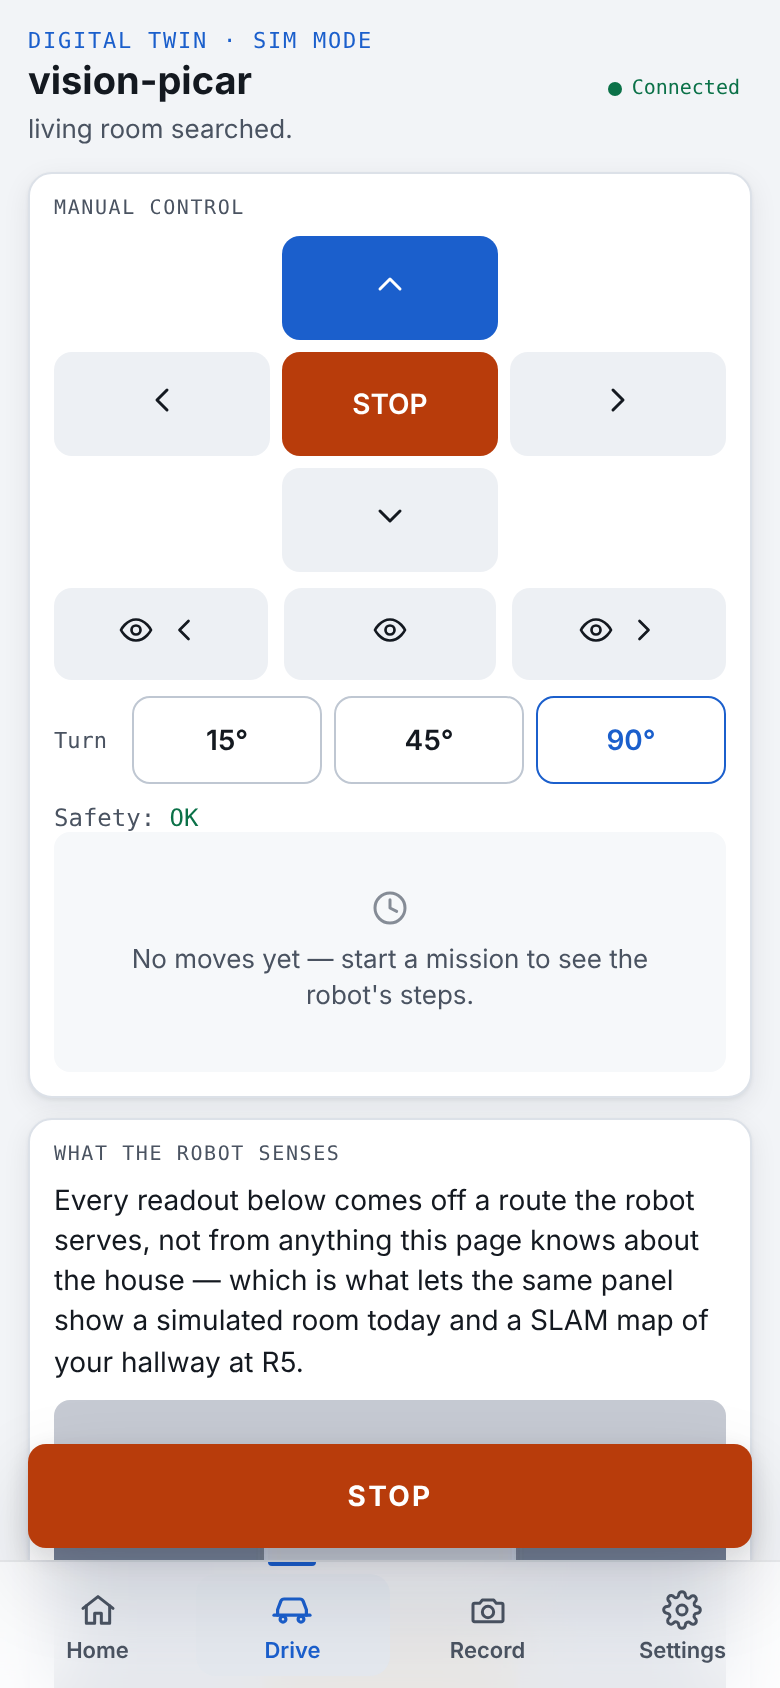 DIGITAL TWIN · SIM MODE
vision-picar
Connected
living room searched.
MANUAL CONTROL
STOP
Turn
15°
45°
90°
Safety: OK
No moves yet — start a mission to see the
robot's steps.
WHAT THE ROBOT SENSES
Every readout below comes off a route the robot
serves, not from anything this page knows about
the house — which is what lets the same panel
show a simulated room today and a SLAM map of
your hallway at R5.
STOP
Home
Drive
Record
Settings